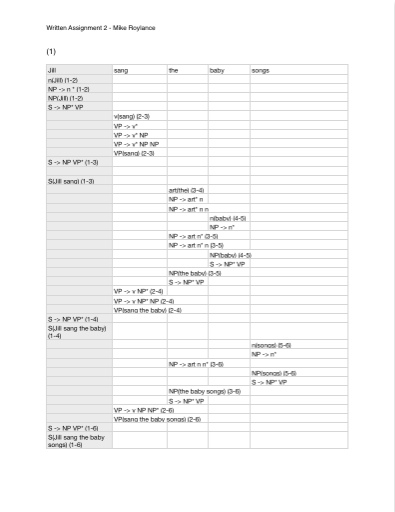 Written Assignment 2 - Mike Roylance
(1)
Jill sang the baby songs
n(Jill) (1-2)
NP -> n * (1-2)
NP(Jill) (1-2)
S -> NP* VP
v(sang) (2-3)
VP -> v*
VP -> v* NP
VP -> v* NP NP
VP(sang) (2-3)
S -> NP VP* (1-3)
S(Jill sang) (1-3)
art(the) (3-4)
NP -> art* n
NP -> art* n n
n(baby) (4-5)
NP -> n*
NP -> art n* (3-5)
NP -> art n* n (3-5)
NP(baby) (4-5)
S -> NP* VP
NP(the baby) (3-5)
S -> NP* VP
VP -> v NP* (2-4)
VP -> v NP* NP (2-4)
VP(sang the baby) (2-4)
S -> NP VP* (1-4)
S(Jill sang the baby)
(1-4)
n(songs) (5-6)
NP -> n*
NP -> art n n* (3-6)
NP(songs) (5-6)
S -> NP* VP
NP(the baby songs) (3-6)
S -> NP* VP
VP -> v NP NP* (2-6)
VP(sang the baby songs) (2-6)
S -> NP VP* (1-6)
S(Jill sang the baby
songs) (1-6)